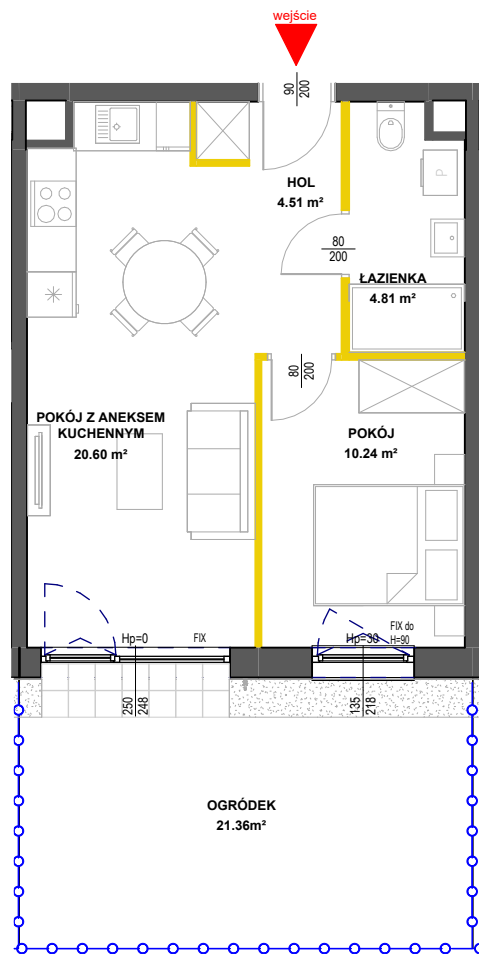 wejście
90
200
HOL
4.51 m²
80
200
ŁAZIENKA
4.81 m²
P
80
200
POKÓJ Z ANEKSEM
KUCHENNYM
20.60 m²
POKÓJ
10.24 m²
Hp=0
FIX
Hp=30
FIX do
H=90
250
248
135
218
OGRÓDEK
21.36m²